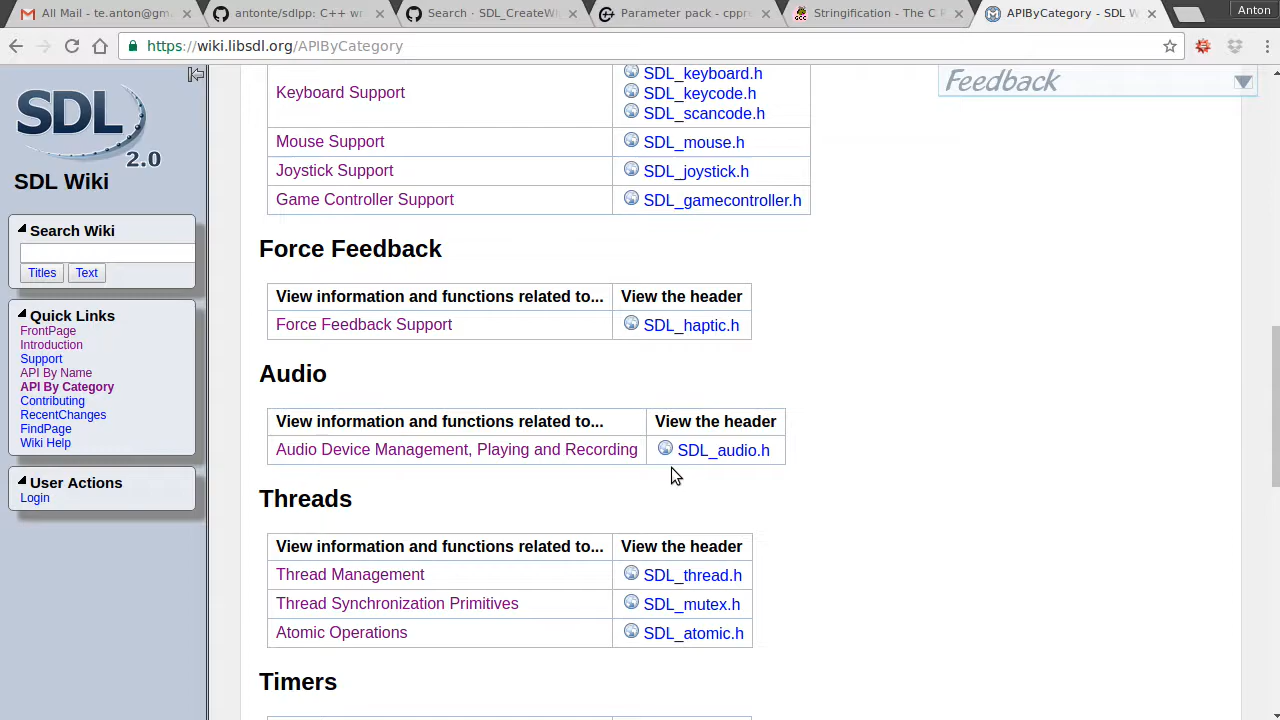 All Mail - te.anton@gm
antonte/sdlpp: C++ wr
Search · SDL_CreateWi
Parameter pack - cppre
Stringification - The C P
APIByCategory - SDL W
Anton
https://wiki.libsdl.org/APIByCategory
SDL
2.0
SDL Wiki
Search Wiki
Titles
Text
Quick Links
FrontPage
Introduction
Support
API By Name
API By Category
Contributing
RecentChanges
FindPage
Wiki Help
User Actions
Login
Feedback
Keyboard Support
SDL_keyboard.h
SDL_keycode.h
SDL_scancode.h
Mouse Support
SDL_mouse.h
Joystick Support
SDL_joystick.h
Game Controller Support
SDL_gamecontroller.h
Force Feedback
View information and functions related to...
View the header
Force Feedback Support
SDL_haptic.h
Audio
View information and functions related to...
View the header
Audio Device Management, Playing and Recording
SDL_audio.h
Threads
View information and functions related to...
View the header
Thread Management
SDL_thread.h
Thread Synchronization Primitives
SDL_mutex.h
Atomic Operations
SDL_atomic.h
Timers